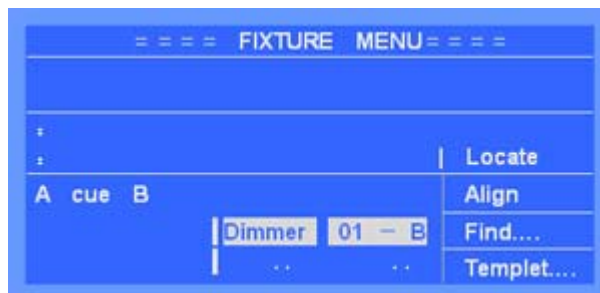 = = = = FIXTURE MENU = = = =
:
:
Locate
A cue B
Align
Dimmer 01 - B
Find....
.. ..
Templet....